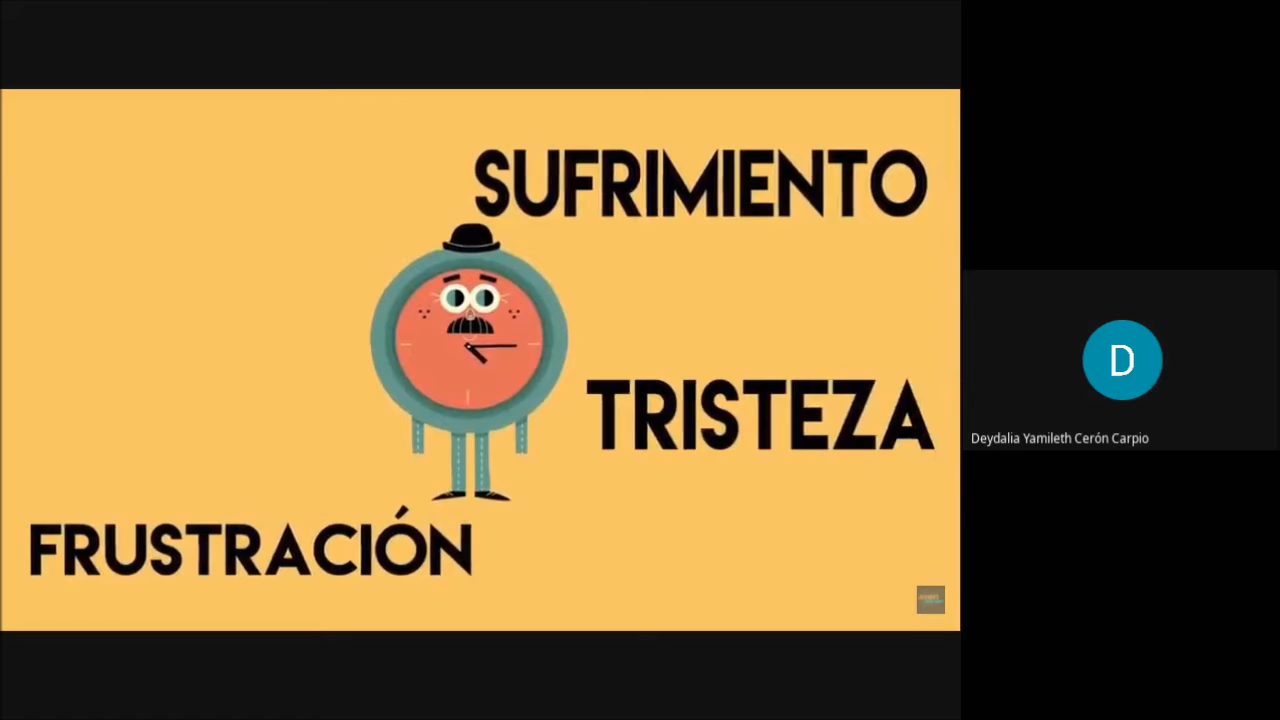 SUFRIMIENTO
TRISTEZA
FRUSTRACIÓN
D
Deydalia Yamileth Cerón Carpio